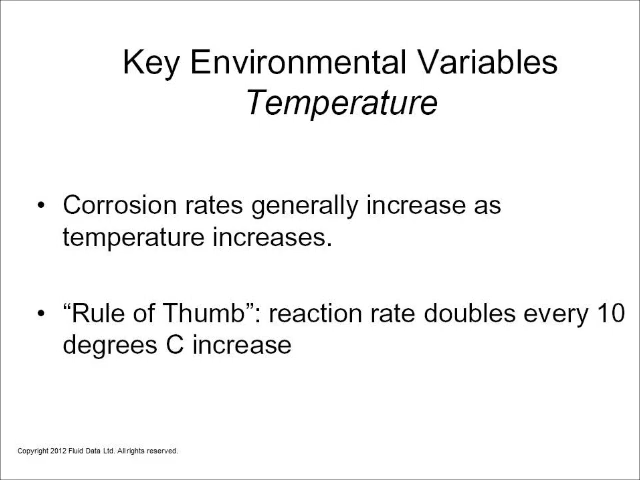 Key Environmental Variables
Temperature
• Corrosion rates generally increase as
temperature increases.
• “Rule of Thumb”: reaction rate doubles every 10
degrees C increase
Copyright 2012 Fluid Data Ltd. All rights reserved.